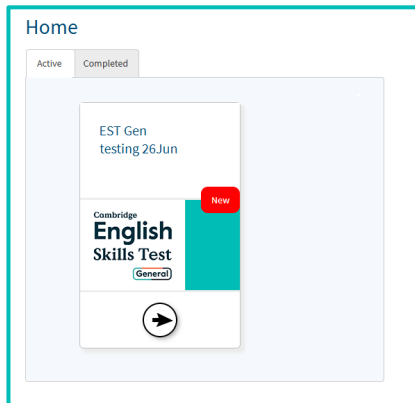 Home
Active
Completed
EST Gen
testing 26Jun
New
Cambridge
English
Skills Test
General